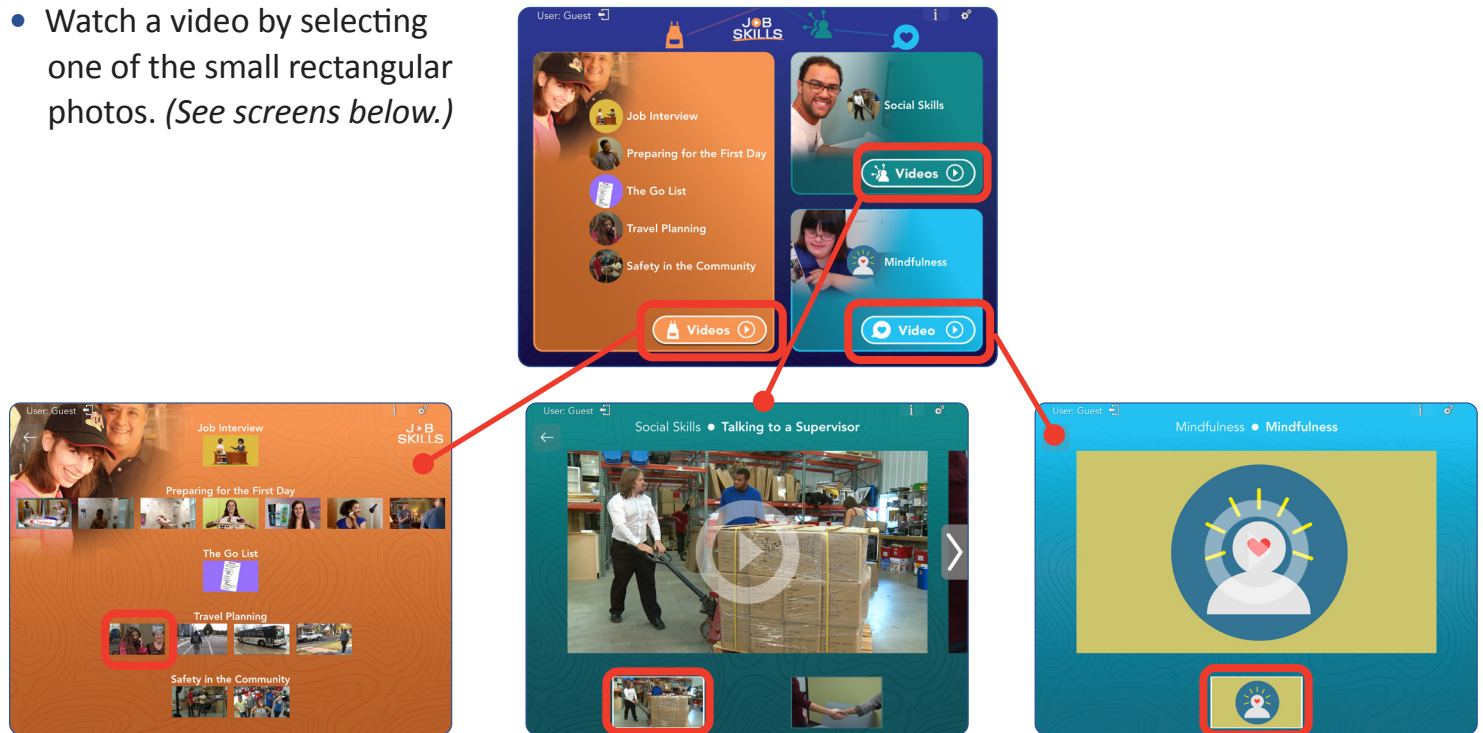 • Watch a video by selecting
one of the small rectangular
photos. (See screens below.)
User: Guest
i
JOB
SKILLS
Job Interview
Preparing for the First Day
The Go List
Travel Planning
Safety in the Community
Videos
Social Skills
Videos
Mindfulness
Video
User: Guest
i
JOB
SKILLS
Job Interview
Preparing for the First Day
The Go List
Travel Planning
Safety in the Community
User: Guest
i
Social Skills • Talking to a Supervisor
User: Guest
i
Mindfulness • Mindfulness